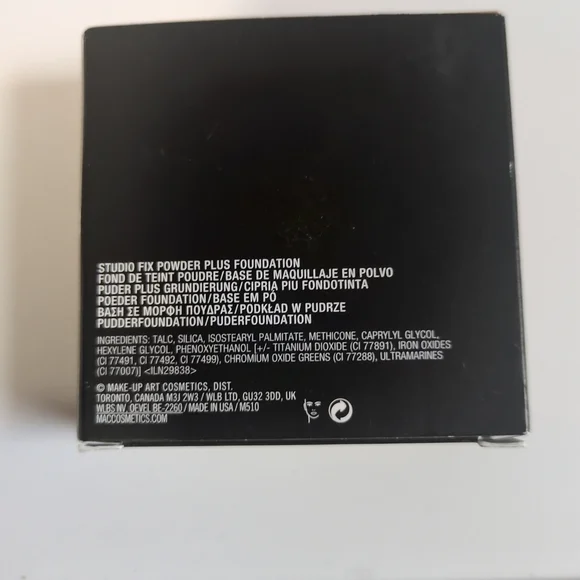 STUDIO FIX POWDER PLUS FOUNDATION
FOND DE TEINT POUDRE/BASE DE MAQUILLAJE EN POLVO
PUDER PLUS GRUNDIERUNG/CIPRIA PIU FONDOTINTA
POEDER FOUNDATION/BASE EM PÓ
ΒΑΣΗ ΣΕ ΜΟΡΦΗ ΠΟΥΔΡΑΣ/PODKŁAD W PUDRZE
PUDDERFOUNDATION/PUDERFOUNDATION
INGREDIENTS: TALC, SILICA, ISOSTEARYL PALMITATE, METHICONE, CAPRYLYL GLYCOL,
HEXYLENE GLYCOL, PHENOXYETHANOL [+/- TITANIUM DIOXIDE (CI 77891), IRON OXIDES
(CI 77491, CI 77492, CI 77499), CHROMIUM OXIDE GREENS (CI 77288), ULTRAMARINES
(CI 77007)] <ILN29838>
© MAKE-UP ART COSMETICS, DIST.
TORONTO, CANADA M3J 2W3 / WLB LTD, GU32 3DD, UK
WLBS NV, OEVEL BE-2260 / MADE IN USA / M510
MACCOSMETICS.COM